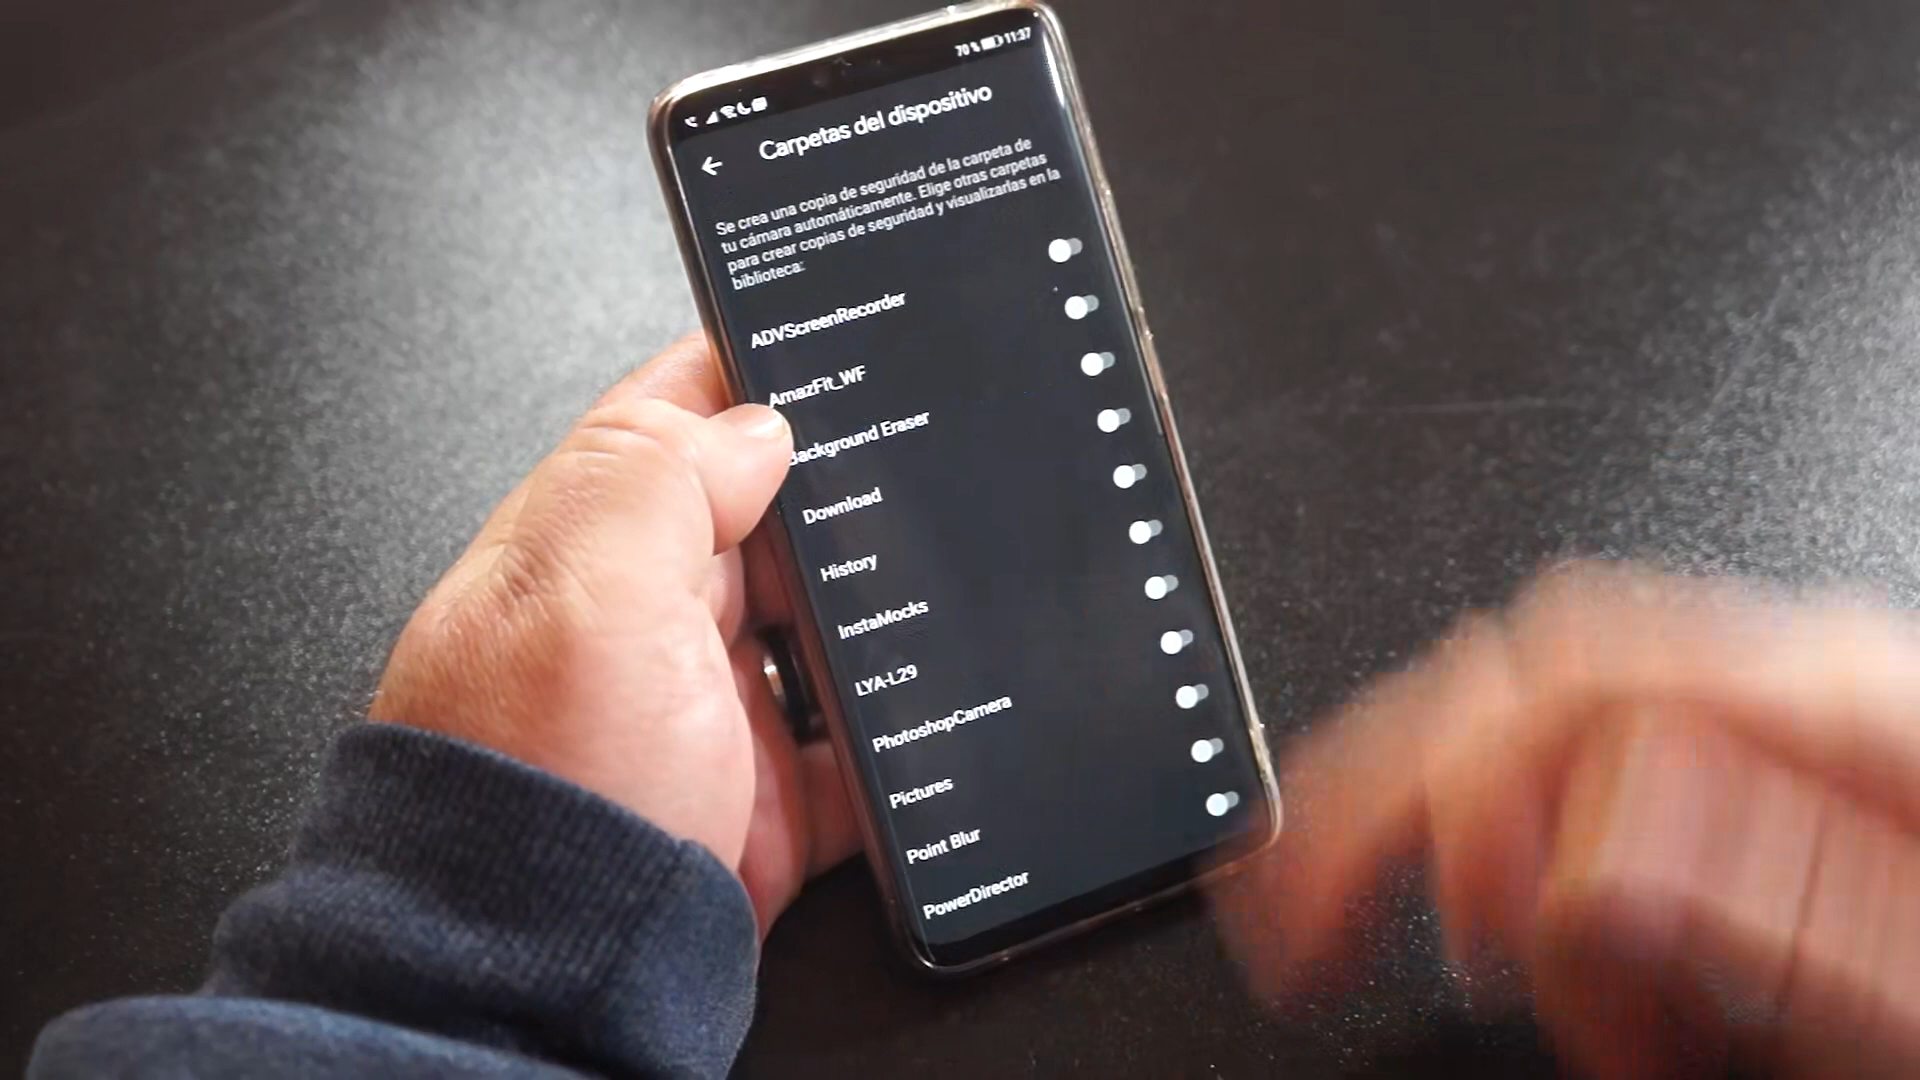 70 % 11:37
Carpetas del dispositivo
Se crea una copia de seguridad de la carpeta de
tu cámara automáticamente. Elige otras carpetas
para crear copias de seguridad y visualizarlas en la
biblioteca:
ADVScreenRecorder
AmazFit_WF
Background Eraser
Download
History
InstaMocks
LYA-L29
PhotoshopCamera
Pictures
Point Blur
PowerDirector